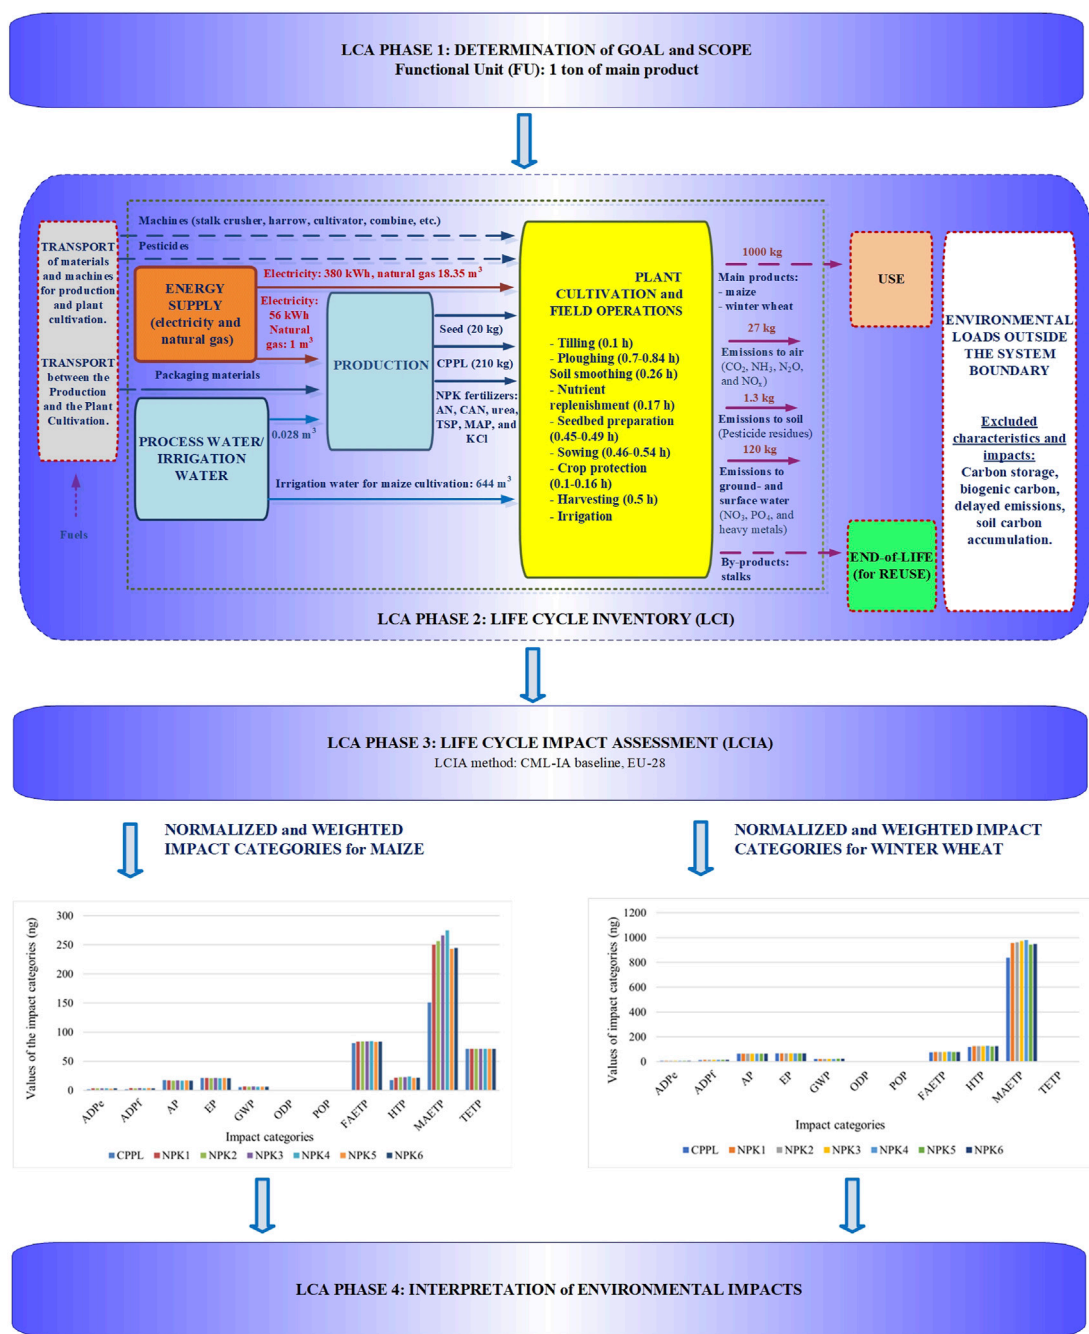 LCA PHASE 1: DETERMINATION of GOAL and SCOPE
Functional Unit (FU): 1 ton of main product
TRANSPORT
of materials
and machines
for production
and plant
cultivation.
TRANSPORT
between the
Production
and the Plant
Cultivation.
Fuels
Machines (stalk crusher, harrow, cultivator, combine, etc.)
Pesticides
ENERGY
SUPPLY
(electricity and
natural gas)
Electricity: 380 kWh, natural gas 18.35 m³
Electricity:
56 kWh
Natural
gas: 1 m³
Packaging materials
PROCESS WATER/
IRRIGATION
WATER
0.028 m³
PRODUCTION
Seed (20 kg)
CPPL (210 kg)
NPK fertilizers:
AN, CAN, urea,
TSP, MAP, and
KCl
Irrigation water for maize cultivation: 644 m³
PLANT
CULTIVATION and
FIELD OPERATIONS
- Tilling (0.1 h)
- Ploughing (0.7-0.84 h)
Soil smoothing (0.26 h)
- Nutrient
replenishment (0.17 h)
- Seedbed preparation
(0.45-0.49 h)
- Sowing (0.46-0.54 h)
- Crop protection
(0.1-0.16 h)
- Harvesting (0.5 h)
- Irrigation
1000 kg
Main products:
- maize
- winter wheat
27 kg
Emissions to air
(CO₂, NH₃, N₂O,
and NOₓ)
1.3 kg
Emissions to soil
(Pesticide residues)
120 kg
Emissions to
ground- and
surface water
(NO₃, PO₄, and
heavy metals)
By-products:
stalks
USE
END-of-LIFE
(for REUSE)
ENVIRONMENTAL
LOADS OUTSIDE
THE SYSTEM
BOUNDARY
Excluded
characteristics and
impacts:
Carbon storage,
biogenic carbon,
delayed emissions,
soil carbon
accumulation.
LCA PHASE 2: LIFE CYCLE INVENTORY (LCI)
LCA PHASE 3: LIFE CYCLE IMPACT ASSESSMENT (LCIA)
LCIA method: CML-IA baseline, EU-28
NORMALIZED and WEIGHTED
IMPACT CATEGORIES for MAIZE
Values of the impact categories (ng)
300
250
200
150
100
50
0
ADPe
ADPf
AP
EP
GWP
ODP
POP
FAETP
HTP
MAETP
TETP
Impact categories
CPPL NPK1 NPK2 NPK3 NPK4 NPK5 NPK6
NORMALIZED and WEIGHTED IMPACT
CATEGORIES for WINTER WHEAT
Values of impact categories (ng)
1200
1000
800
600
400
200
0
ADPe
ADPf
AP
EP
GWP
ODP
POP
FAETP
HTP
MAETP
TETP
Impact categories
CPPL NPK1 NPK2 NPK3 NPK4 NPK5 NPK6
LCA PHASE 4: INTERPRETATION of ENVIRONMENTAL IMPACTS